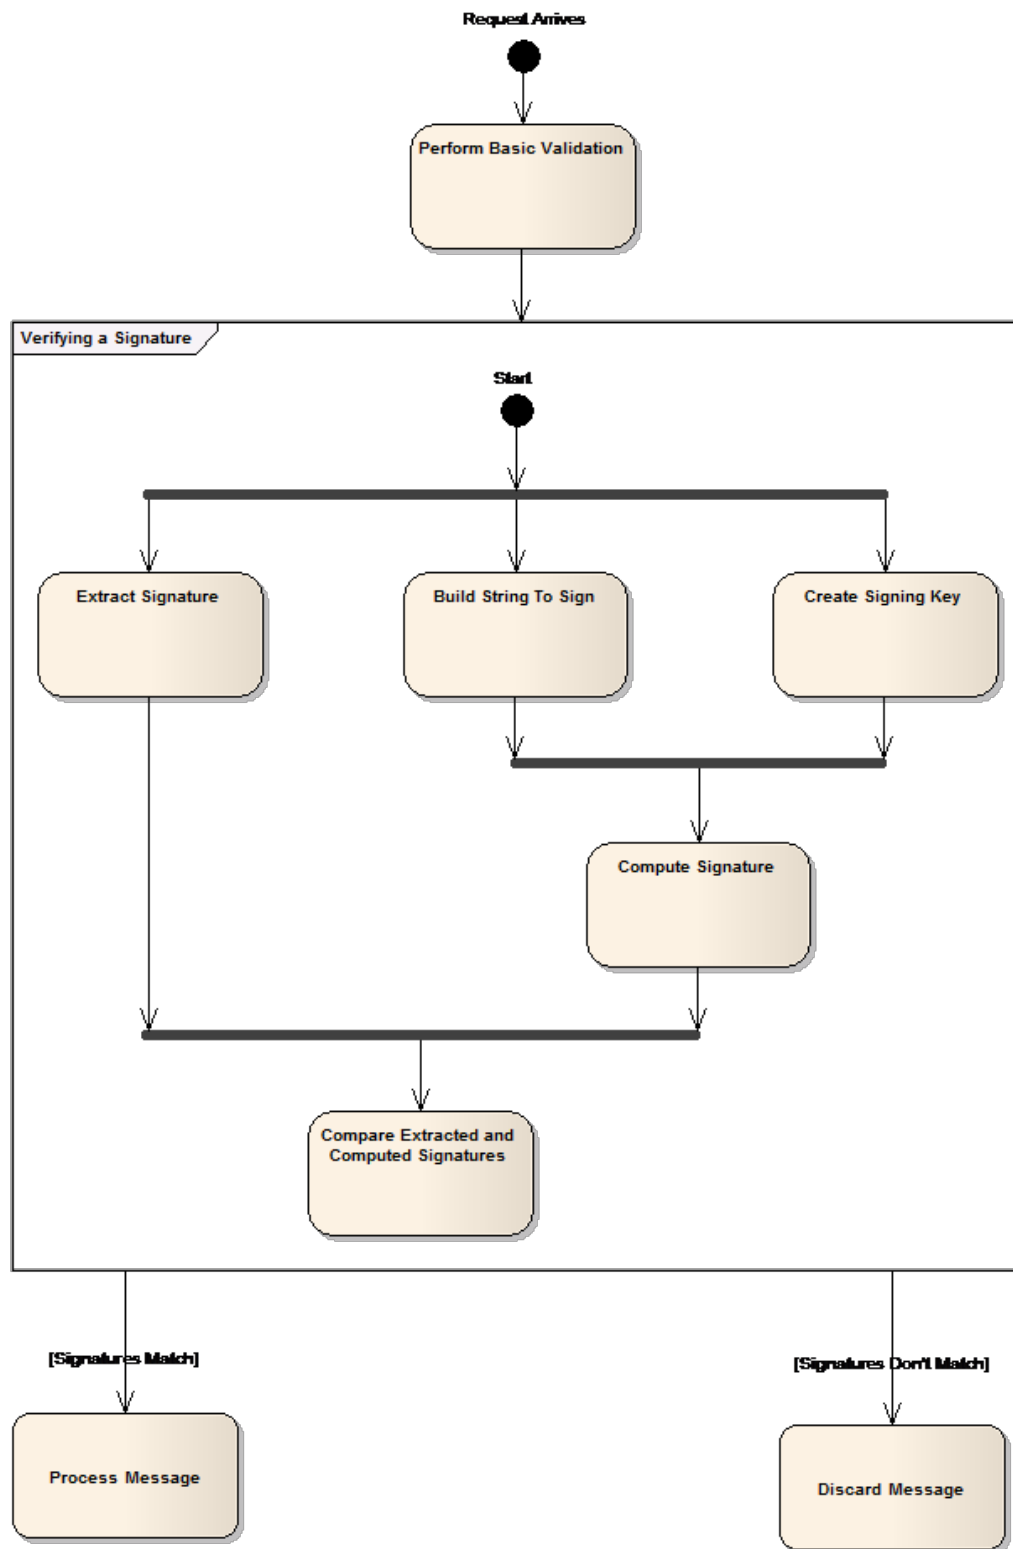 Request Arrives
Perform Basic Validation
Verifying a Signature
Start
Extract Signature
Build String To Sign
Create Signing Key
Compute Signature
Compare Extracted and
Computed Signatures
[Signatures Match]
[Signatures Don't Match]
Process Message
Discard Message